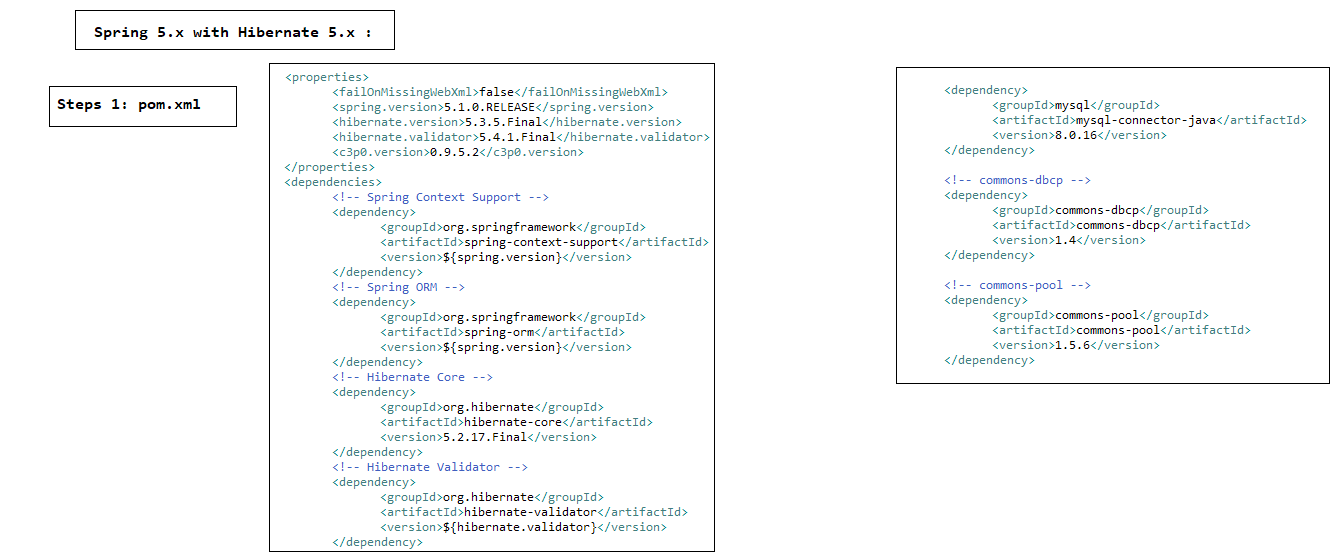 Spring 5.x with Hibernate 5.x :
Steps 1: pom.xml
<properties>
<failOnMissingWebXml>false</failOnMissingWebXml>
<spring.version>5.1.0.RELEASE</spring.version>
<hibernate.version>5.3.5.Final</hibernate.version>
<hibernate.validator>5.4.1.Final</hibernate.validator>
<c3p0.version>0.9.5.2</c3p0.version>
</properties>
<dependencies>
<!-- Spring Context Support -->
<dependency>
<groupId>org.springframework</groupId>
<artifactId>spring-context-support</artifactId>
<version>${spring.version}</version>
</dependency>
<!-- Spring ORM -->
<dependency>
<groupId>org.springframework</groupId>
<artifactId>spring-orm</artifactId>
<version>${spring.version}</version>
</dependency>
<!-- Hibernate Core -->
<dependency>
<groupId>org.hibernate</groupId>
<artifactId>hibernate-core</artifactId>
<version>5.2.17.Final</version>
</dependency>
<!-- Hibernate Validator -->
<dependency>
<groupId>org.hibernate</groupId>
<artifactId>hibernate-validator</artifactId>
<version>${hibernate.validator}</version>
</dependency>
<dependency>
<groupId>mysql</groupId>
<artifactId>mysql-connector-java</artifactId>
<version>8.0.16</version>
</dependency>
<!-- commons-dbcp -->
<dependency>
<groupId>commons-dbcp</groupId>
<artifactId>commons-dbcp</artifactId>
<version>1.4</version>
</dependency>
<!-- commons-pool -->
<dependency>
<groupId>commons-pool</groupId>
<artifactId>commons-pool</artifactId>
<version>1.5.6</version>
</dependency>